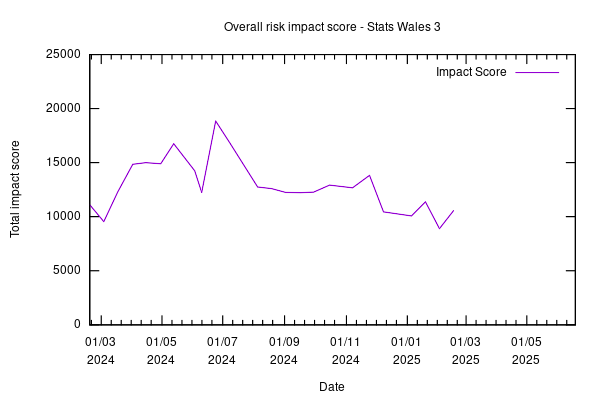 Overall risk impact score - Stats Wales 3
Impact Score
Total impact score
25000
20000
15000
10000
5000
0
01/03 01/05 01/07 01/09 01/11 01/01 01/03 01/05
2024 2024 2024 2024 2024 2025 2025 2025
Date